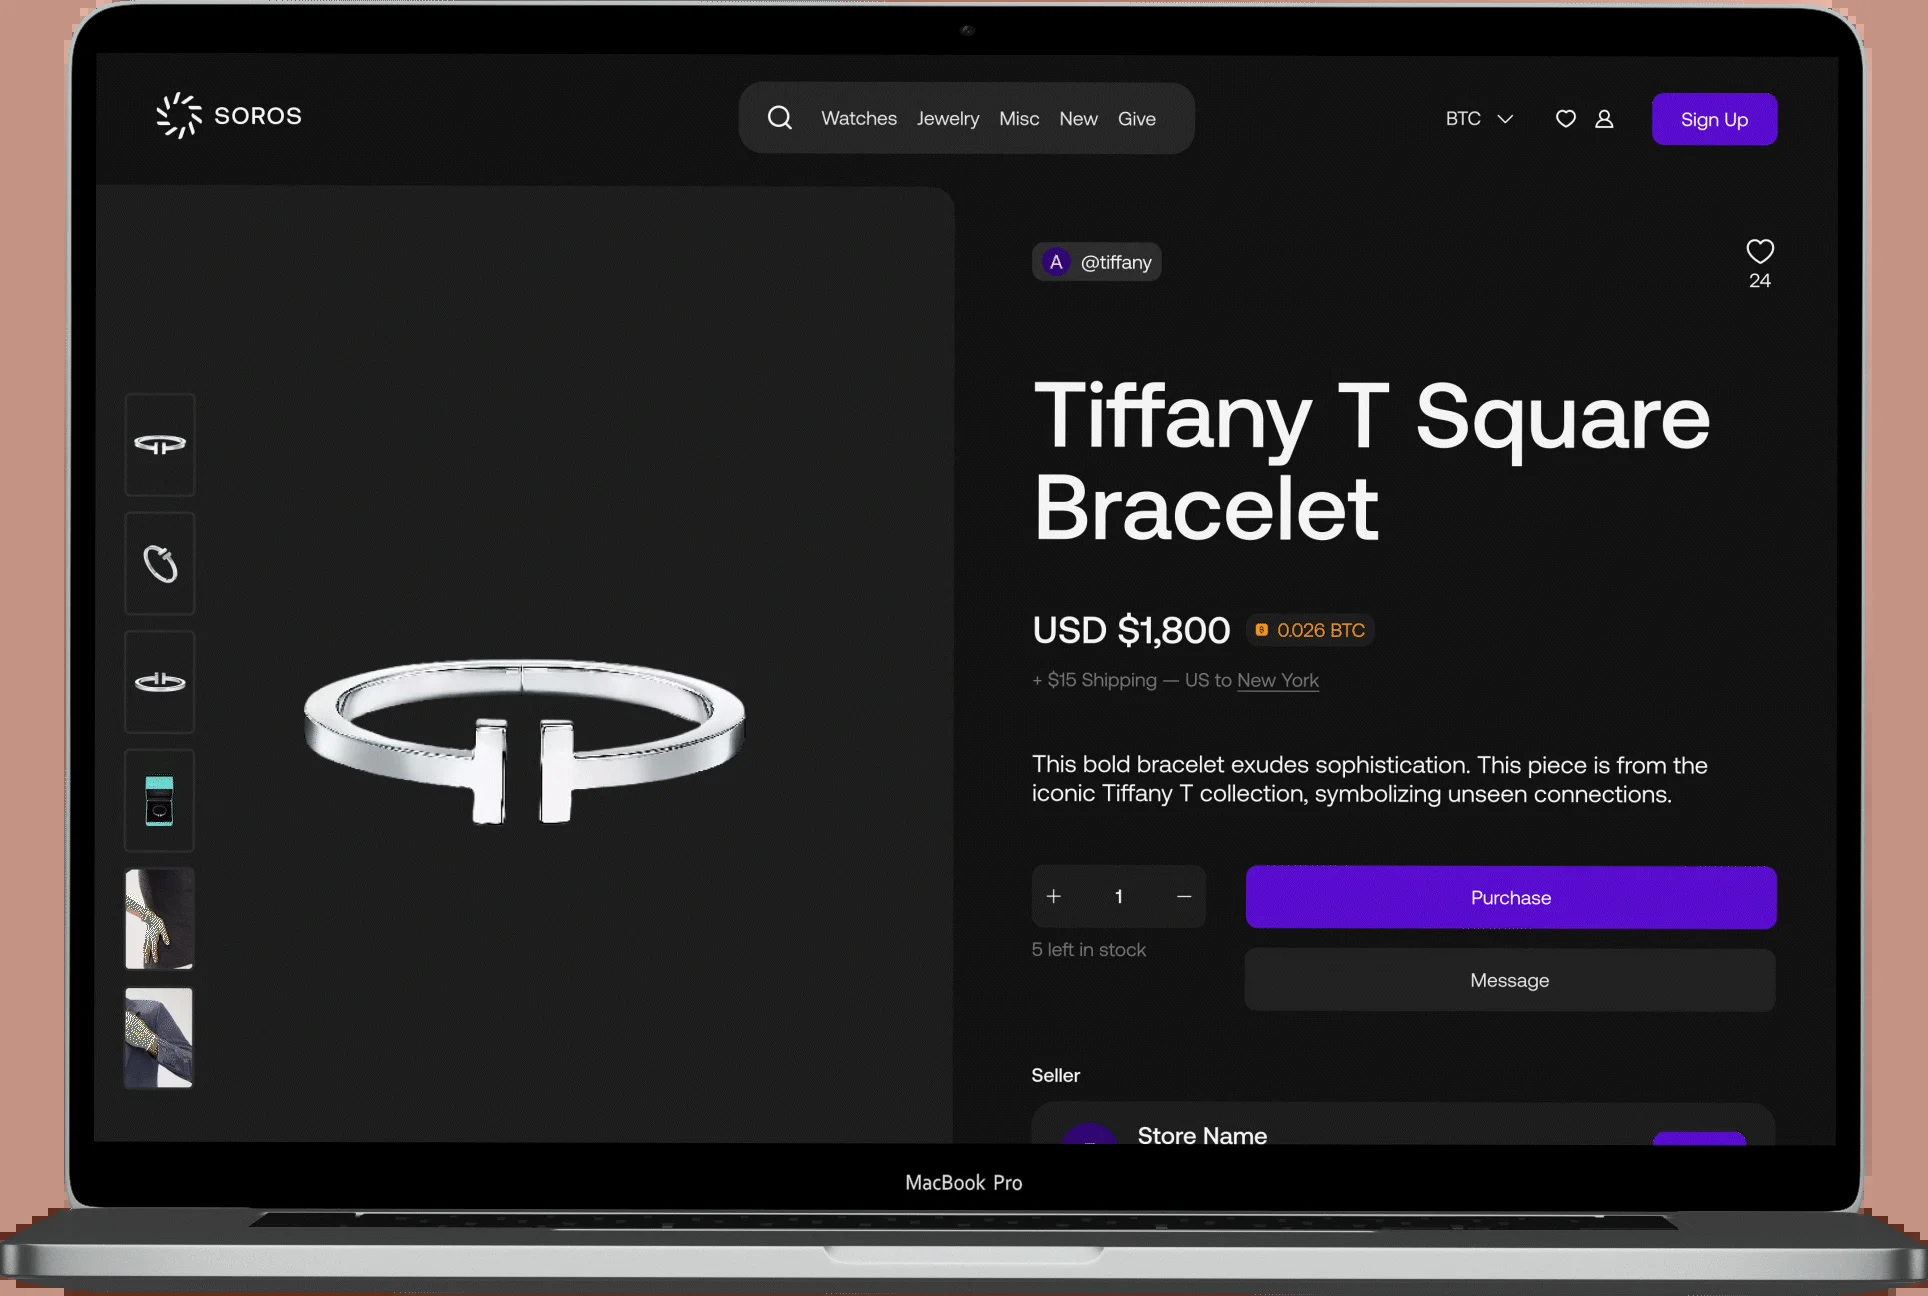 SOROS
Watches Jewelry Misc New Give
BTC
Sign Up
A @tiffany
24
Tiffany T Square
Bracelet
USD $1,800 0.026 BTC
+ $15 Shipping — US to New York
This bold bracelet exudes sophistication. This piece is from the
iconic Tiffany T collection, symbolizing unseen connections.
+ 1 −
Purchase
5 left in stock
Message
Seller
Store Name
MacBook Pro